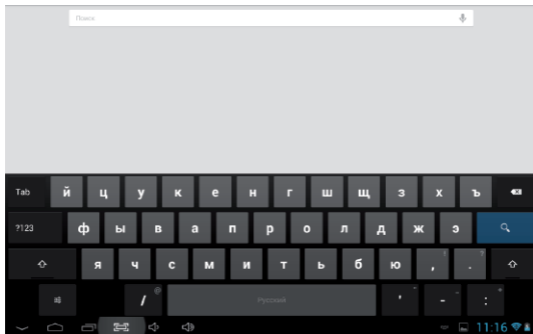 Поиск
Tab й ц у к е н г ш щ з х ъ
?123 ф ы в а п р о л д ж э
я ч с м и т ь б ю , ! . ?
/ @ Русский ' - :
11:16